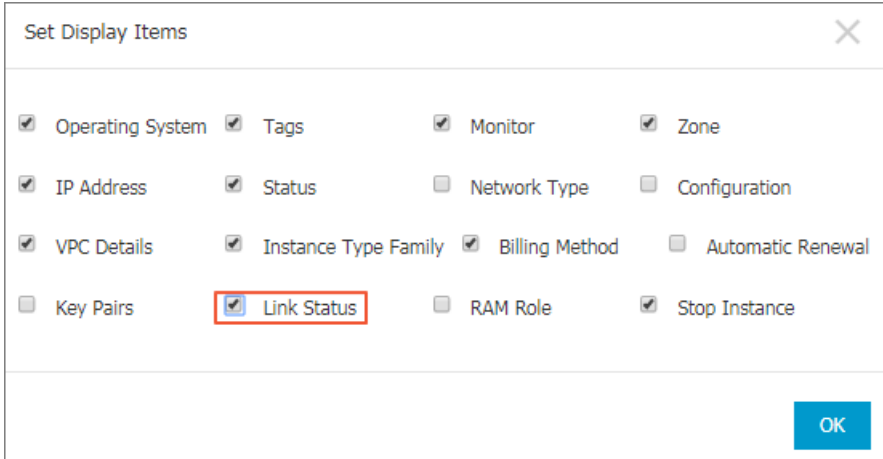 Set Display Items
Operating System Tags Monitor Zone
IP Address Status Network Type Configuration
VPC Details Instance Type Family Billing Method Automatic Renewal
Key Pairs Link Status RAM Role Stop Instance
OK